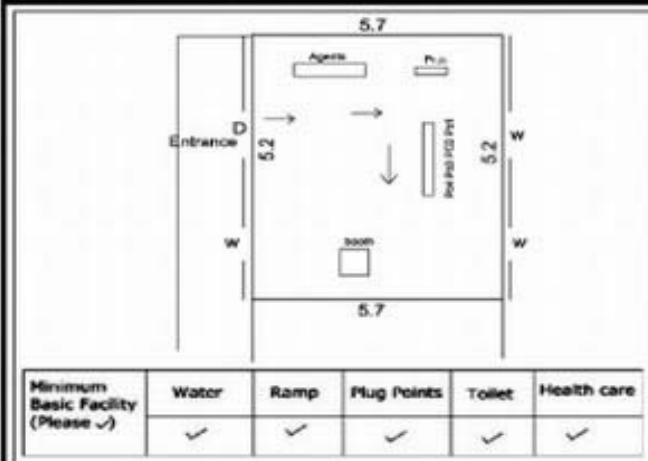 5.7
Agents
Pr.o
D
Entrance
5.2
5.2
W
W
booth
W
5.7
Minimum Basic Facility (Please ✓)
Water
Ramp
Plug Points
Toilet
Health care
✓ ✓ ✓ ✓ ✓